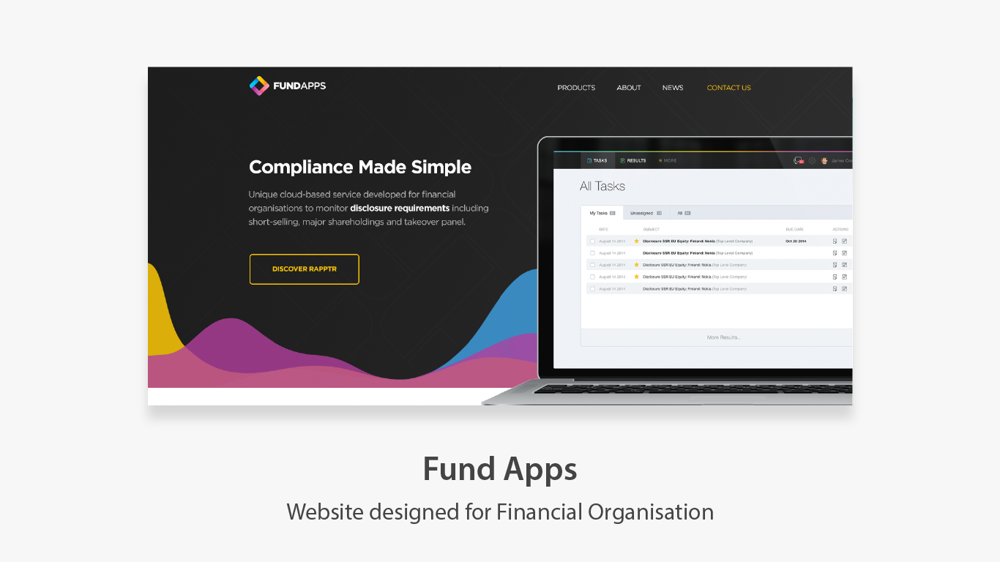 FUNDAPPS
PRODUCTS ABOUT NEWS CONTACT US
Compliance Made Simple
Unique cloud-based service developed for financial
organisations to monitor disclosure requirements including
short-selling, major shareholdings and takeover panel.
DISCOVER RAPPTR
TASKS RESULTS MORE
James Cro
All Tasks
My Tasks Unassigned All
DATE SUBJECT DUE DATE ACTIONS
August 14 2014 Disclosure SSR EU Equity: Finland: Nokia (Top Level Company) Oct 20 2014
August 14 2014 Disclosure SSR EU Equity: Finland: Nokia (Top Level Company)
August 14 2014 Disclosure SSR EU Equity: Finland: Nokia (Top Level Company)
August 14 2014 Disclosure SSR EU Equity: Finland: Nokia (Top Level Company)
August 14 2014 Disclosure SSR EU Equity: Finland: Nokia (Top Level Company)
More Results...
Fund Apps
Website designed for Financial Organisation